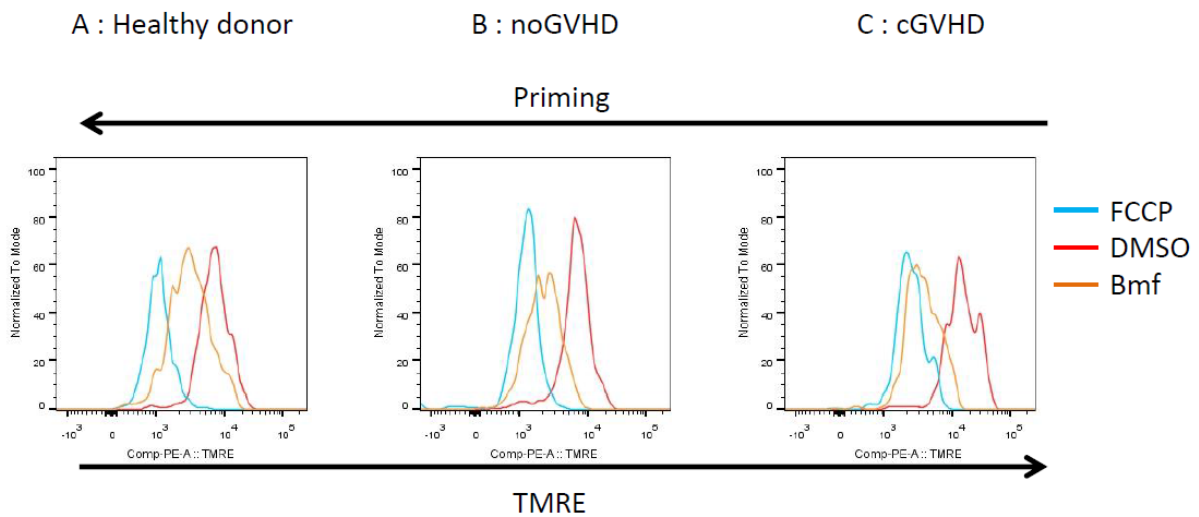 A : Healthy donor
B : noGVHD
C : cGVHD
Priming
100
80
60
40
20
0
Normalized To Mode
-10³
0
10³
10⁴
10⁵
Comp-PE-A :: TMRE
100
80
60
40
20
0
Normalized To Mode
-10³
0
10³
10⁴
10⁵
Comp-PE-A :: TMRE
100
80
60
40
20
0
Normalized To Mode
-10³
0
10³
10⁴
10⁵
Comp-PE-A :: TMRE
FCCP
DMSO
Bmf
TMRE